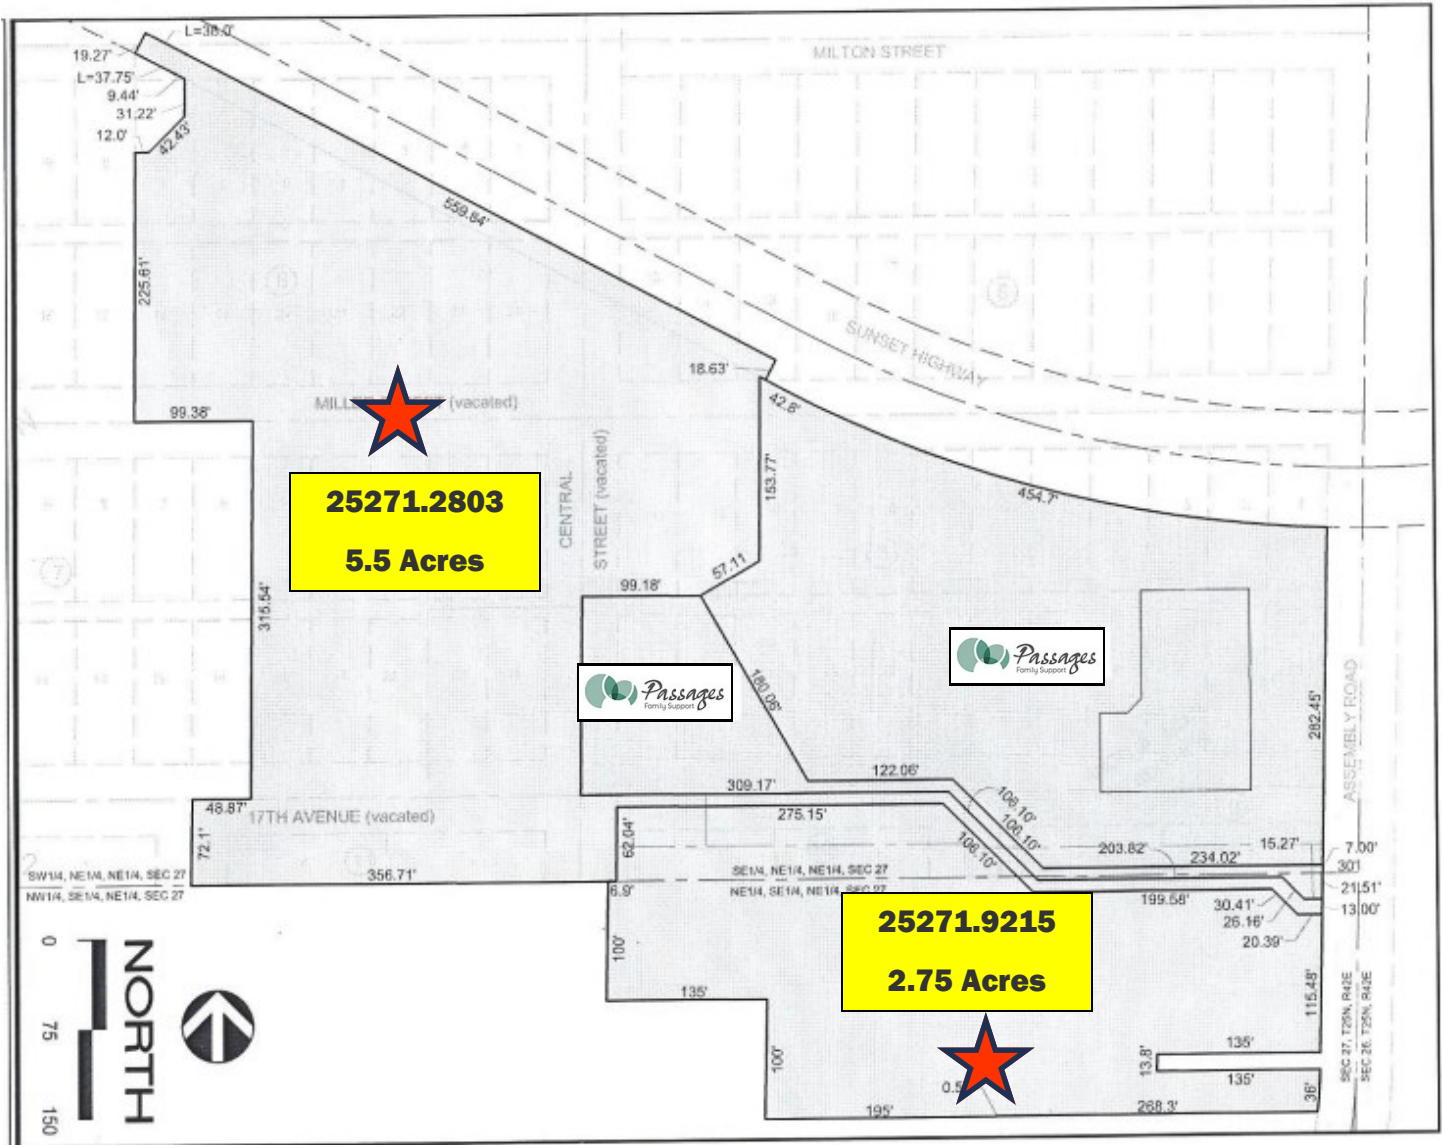 L=38.0'
19.27'
MILTON STREET
L=37.75'
9.44'
31.22'
12.0'
42.43'
559.84'
225.61'
SUNSET HIGHWAY
18.63'
42.8'
99.38'
(vacated)
153.77'
454.7'
25271.2803
5.5 Acres
CENTRAL
STREET (vacated)
57.11
99.18'
315.54'
Passages
Family Support
Passages
Family Support
180.06'
282.45'
ASSEMBLY ROAD
122.06'
309.17'
106.10'
106.10'
106.10'
48.87'
17TH AVENUE (vacated)
275.15'
72.1'
62.04'
203.82'
234.02'
15.27'
7.00'
301
SW1/4, NE1/4, NE1/4, SEC 27
NW1/4, SE1/4, NE1/4, SEC 27
356.71'
6.9'
SE1/4, NE1/4, NE1/4, SEC 27
NE1/4, SE1/4, NE1/4, SEC 27
21.51'
13.00'
199.58'
30.41'
26.16'
20.39'
25271.9215
2.75 Acres
100'
135'
100'
115.48'
135'
13.8'
135'
36'
195'
268.3'
SEC 27, T25N, R42E
SEC 26, T25N, R42E
NORTH
0
75
150